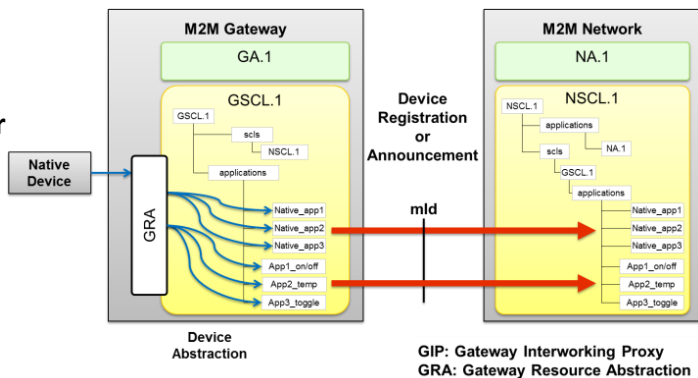 M2M Gateway
GA.1
GSCL.1
GSCL.1
scls
NSCL.1
applications
Native_app1
Native_app2
Native_app3
App1_on/off
App2_temp
App3_toggle
r
Native
Device
GRA
Device
Abstraction
Device
Registration
or
Announcement
mId
M2M Network
NA.1
NSCL.1
NSCL.1
applications
NA.1
scls
GSCL.1
applications
Native_app1
Native_app2
Native_app3
App1_on/off
App2_temp
App3_toggle
GIP: Gateway Interworking Proxy
GRA: Gateway Resource Abstraction